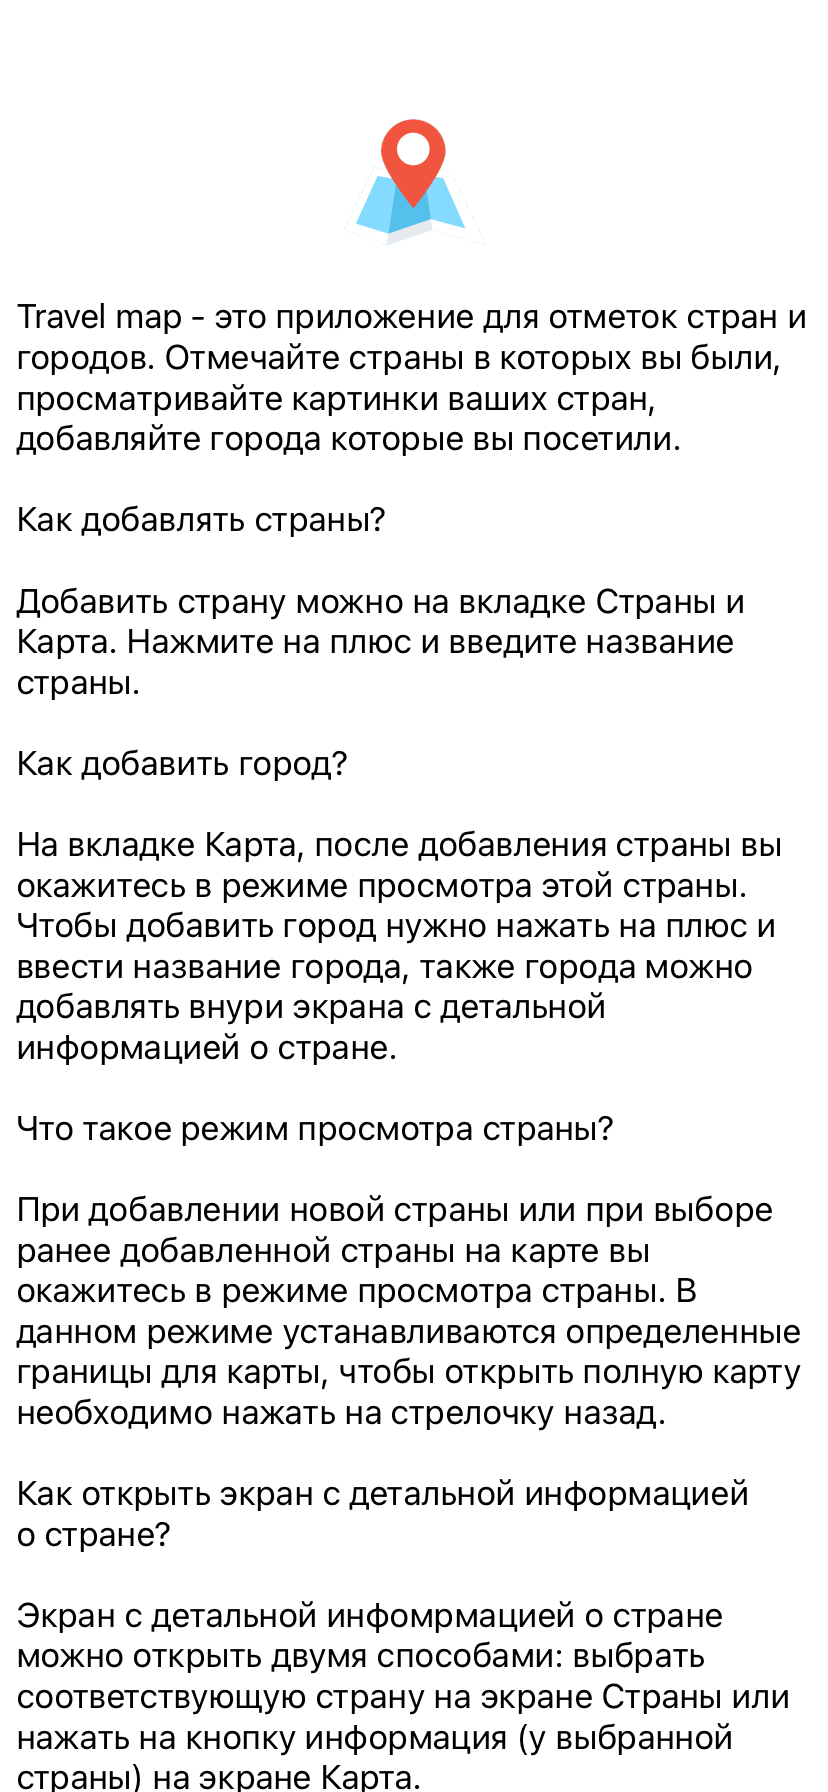 Travel map - это приложение для отметок стран и
городов. Отмечайте страны в которых вы были,
просматривайте картинки ваших стран,
добавляйте города которые вы посетили.
Как добавлять страны?
Добавить страну можно на вкладке Страны и
Карта. Нажмите на плюс и введите название
страны.
Как добавить город?
На вкладке Карта, после добавления страны вы
окажитесь в режиме просмотра этой страны.
Чтобы добавить город нужно нажать на плюс и
ввести название города, также города можно
добавлять внури экрана с детальной
информацией о стране.
Что такое режим просмотра страны?
При добавлении новой страны или при выборе
ранее добавленной страны на карте вы
окажитесь в режиме просмотра страны. В
данном режиме устанавливаются определенные
границы для карты, чтобы открыть полную карту
необходимо нажать на стрелочку назад.
Как открыть экран с детальной информацией
о стране?
Экран с детальной инфомрмацией о стране
можно открыть двумя способами: выбрать
соответствующую страну на экране Страны или
нажать на кнопку информация (у выбранной
страны) на экране Карта.